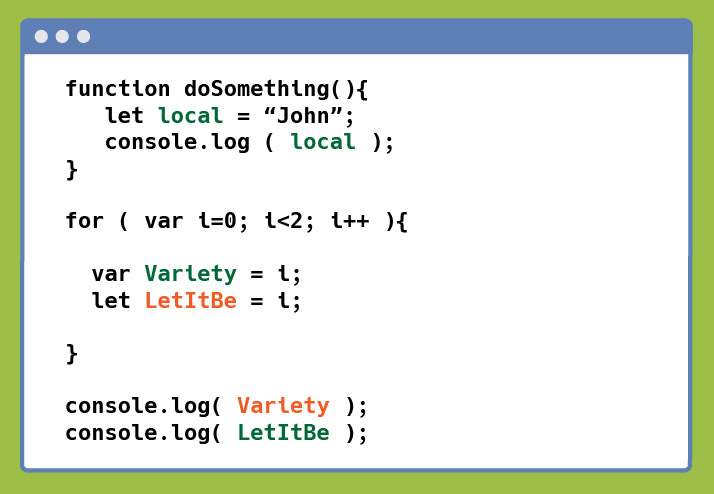 function doSomething(){
let local = “John”;
console.log ( local );
}
for ( var i=0; i<2; i++ ){
var Variety = i;
let LetItBe = i;
}
console.log( Variety );
console.log( LetItBe );